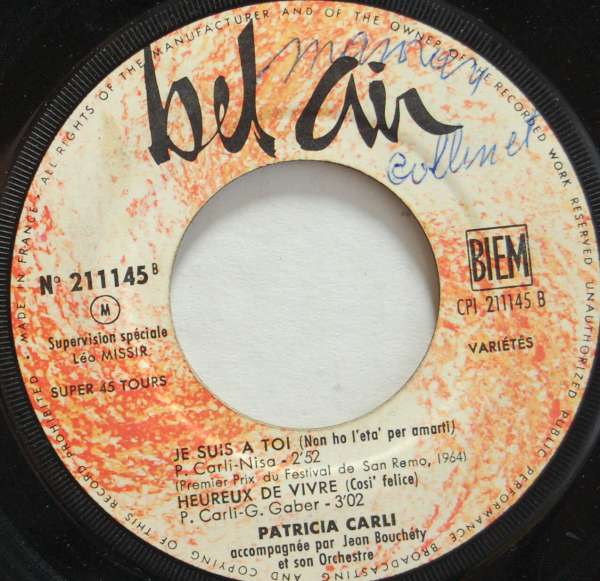 ALL RIGHTS OF THE MANUFACTURER AND OF THE OWNER OF THE RECORDED WORK RESERVED UNAUTHORIZED PUBLIC PERFORMANCE BROADCASTING AND COPYING OF THIS RECORD PROHIBITED • MADE IN FRANCE •
bel air
collinet
Nº 211145 B
M
Supervision spéciale
Léo MISSIR.
SUPER 45 TOURS
BIEM
CPI 211145 B
VARIÉTÉS
JE SUIS A TOI (Non ho l'eta' per amarti)
P. Carli-Nisa - 2'52
(Premier Prix du Festival de San Remo, 1964)
HEUREUX DE VIVRE (Cosi' felice)
P. Carli-G. Gaber - 3'02
PATRICIA CARLI
accompagnée par Jean Bouchéty
et son Orchestre